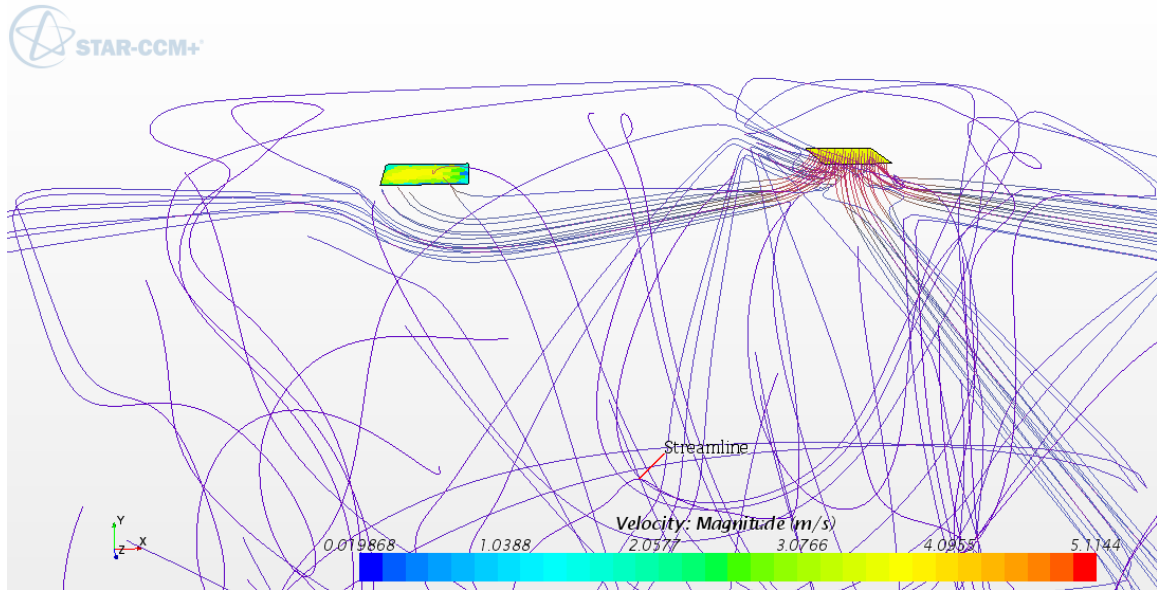 STAR-CCM+
Streamline
Velocity: Magnitude (m/s)
0.019868 1.0388 2.0577 3.0766 4.0955 5.1144
Y
Z X